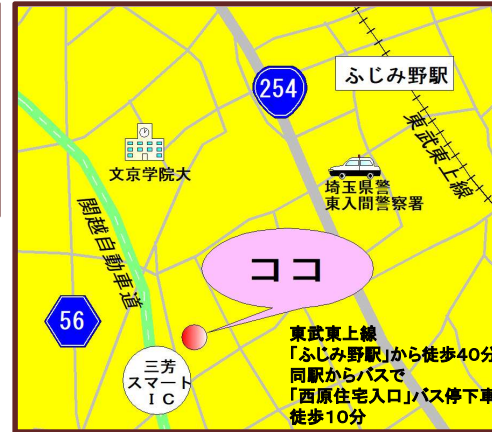 254
ふじみ野駅
東武東上線
文京学院大
埼玉県警
東入間警察署
関越自動車道
ココ
56
三芳
スマート
IC
東武東上線
「ふじみ野駅」から徒歩40分
同駅からバスで
「西原住宅入口」バス停下車
徒歩10分